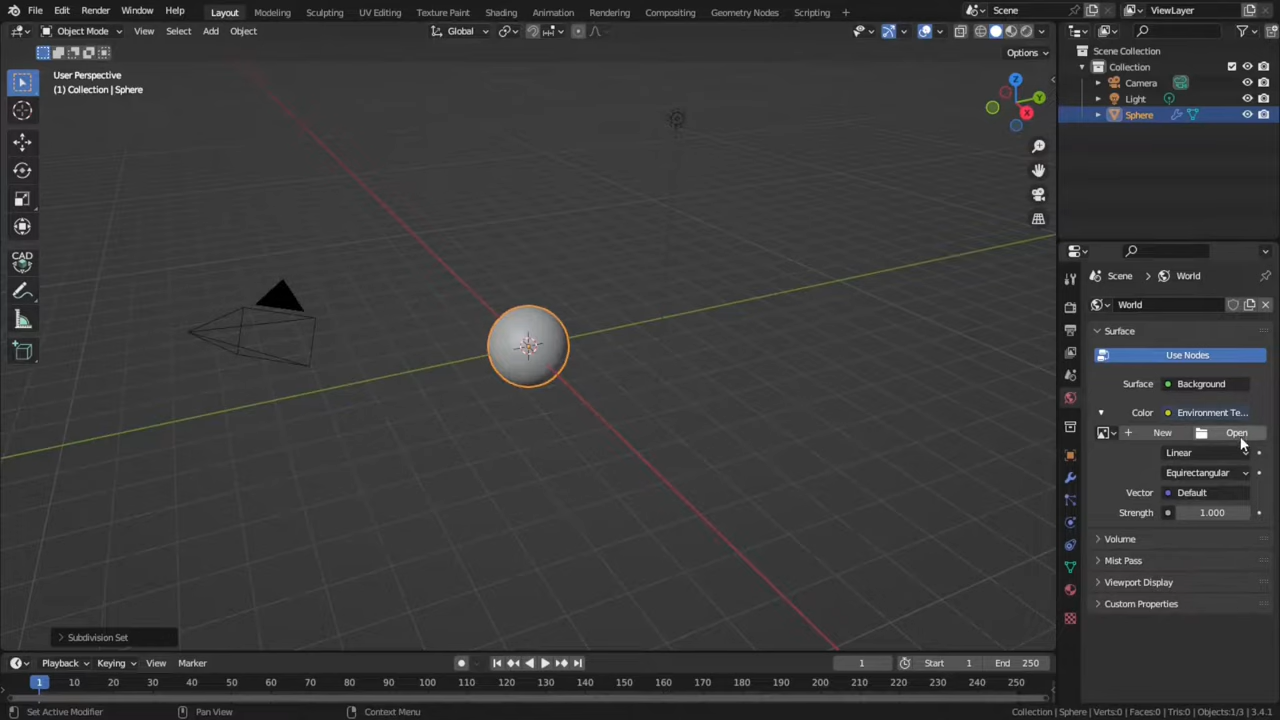 File Edit Render Window Help Layout Modeling Sculpting UV Editing Texture Paint Shading Animation Rendering Compositing Geometry Nodes Scripting + Scene ViewLayer
Object Mode View Select Add Object Global
Options
User Perspective
(1) Collection | Sphere
Z
Y
X
CAD
Scene Collection
Collection
Camera
Light
Sphere
Scene > World
World
Surface
Use Nodes
Surface Background
Color Environment Te...
+ New Open
Linear
Equirectangular
Vector Default
Strength 1.000
Volume
Mist Pass
Viewport Display
Custom Properties
> Subdivision Set
Playback Keying View Marker 1 Start 1 End 250
1 10 20 30 40 50 60 70 80 90 100 110 120 130 140 150 160 170 180 190 200 210 220 230 240 250
Set Active Modifier Pan View Context Menu Collection | Sphere | Verts:0 | Faces:0 | Tris:0 | Objects:1/3 | 3.4.1